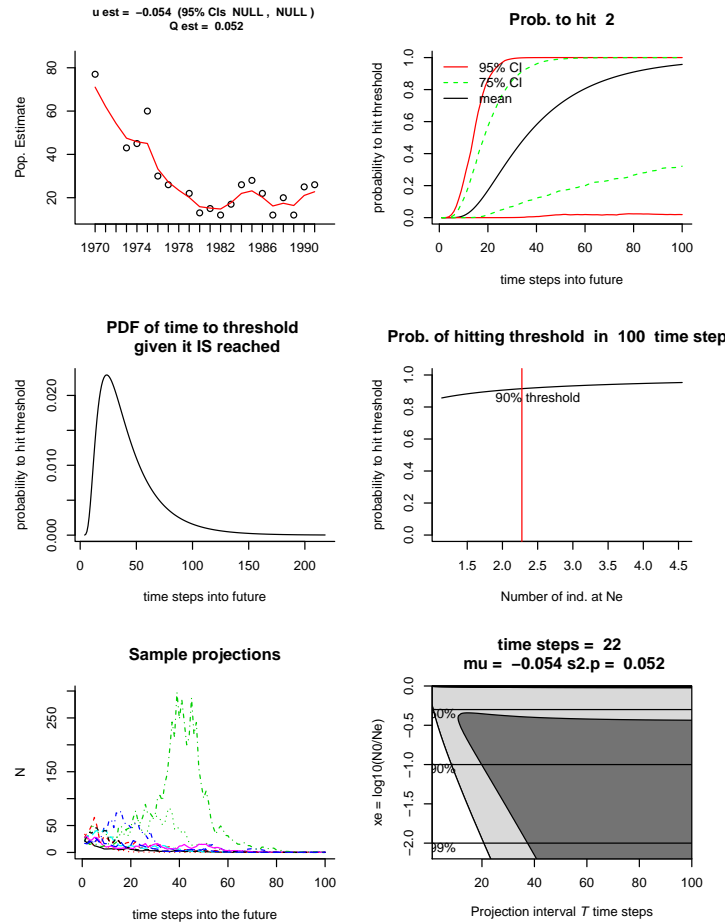 u est = −0.054 (95% CIs NULL , NULL )
Q est = 0.052
Pop. Estimate
80
60
40
20
1970 1974 1978 1982 1986 1990
Prob. to hit 2
probability to hit threshold
1.0
0.8
0.6
0.4
0.2
0.0
95% CI
75% CI
mean
0 20 40 60 80 100
time steps into future
PDF of time to threshold
given it IS reached
probability to hit threshold
0.020
0.010
0.000
0 50 100 150 200
time steps into future
Prob. of hitting threshold in 100 time step
probability to hit threshold
1.0
0.8
0.6
0.4
0.2
0.0
90% threshold
1.5 2.0 2.5 3.0 3.5 4.0 4.5
Number of ind. at Ne
Sample projections
N
250
150
50
0
0 20 40 60 80 100
time steps into the future
time steps = 22
mu = −0.054 s2.p = 0.052
xe = log10(N0/Ne)
0.0
−0.5
−1.0
−1.5
−2.0
90%
99%
20 40 60 80 100
Projection interval T time steps